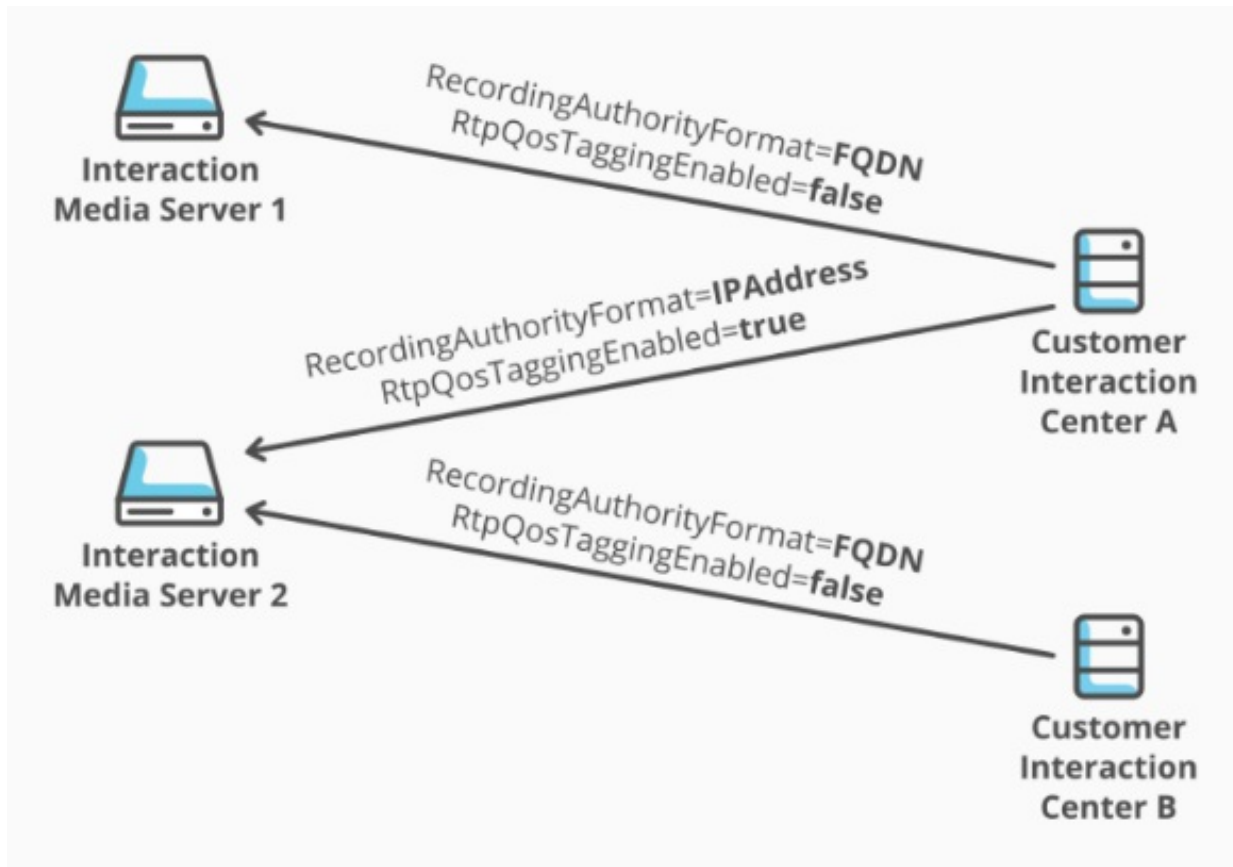 RecordingAuthorityFormat=FQDN
RtpQosTaggingEnabled=false
Interaction
Media Server 1
RecordingAuthorityFormat=IPAddress
RtpQosTaggingEnabled=true
Customer
Interaction
Center A
RecordingAuthorityFormat=FQDN
RtpQosTaggingEnabled=false
Interaction
Media Server 2
Customer
Interaction
Center B